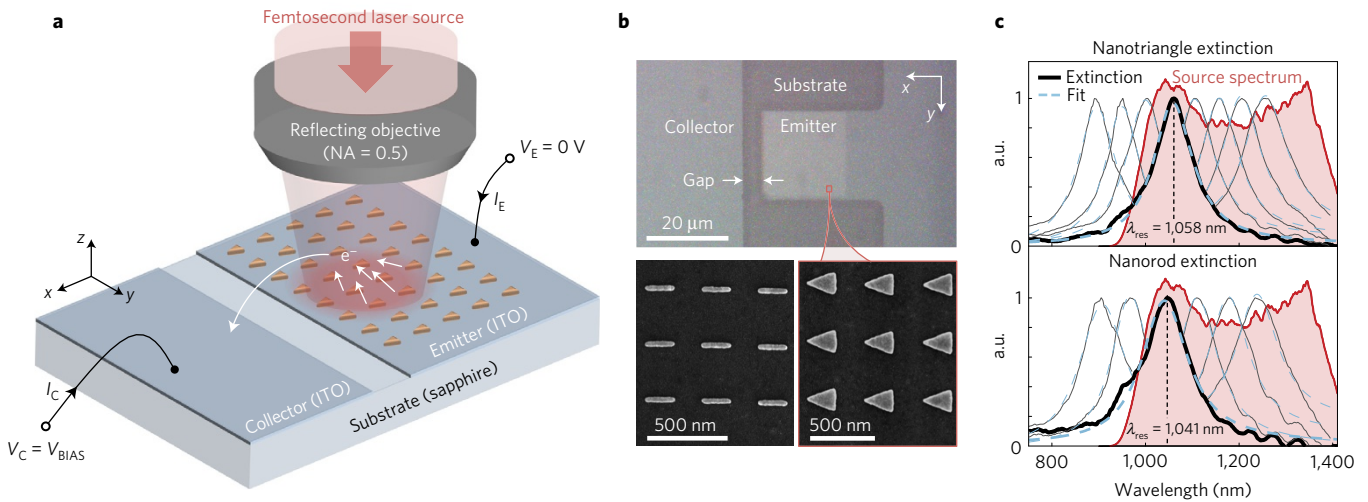 a
Femtosecond laser source
Reflecting objective
(NA = 0.5)
V_E = 0 V
I_E
z
x
y
e⁻
Emitter (ITO)
Collector (ITO)
Substrate (sapphire)
I_C
V_C = V_BIAS
b
Substrate
x
y
Collector
Emitter
Gap
20 μm
500 nm
500 nm
c
Nanotriangle extinction
Extinction
Fit
Source spectrum
1
a.u.
λ_res = 1,058 nm
0
Nanorod extinction
1
a.u.
λ_res = 1,041 nm
0
800
1,000
1,200
1,400
Wavelength (nm)